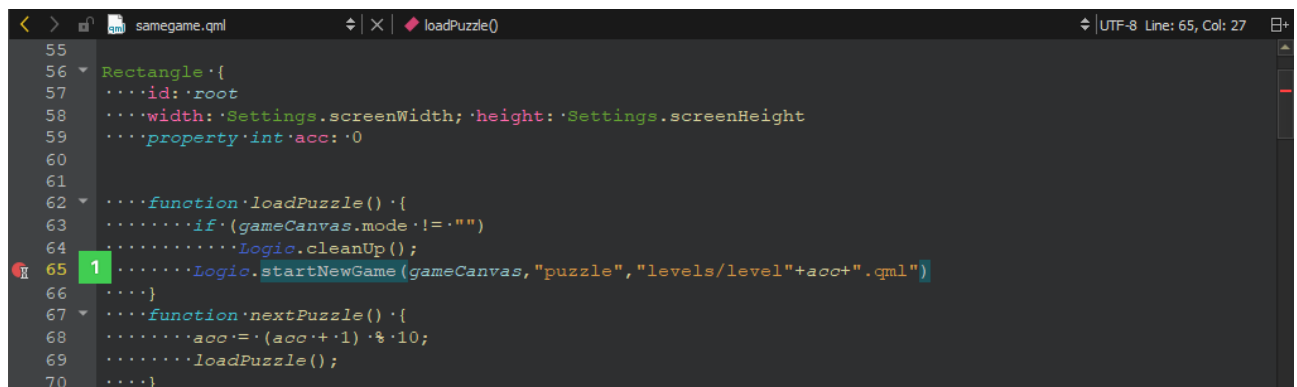 qml samegame.qml loadPuzzle() UTF-8 Line: 65, Col: 27
55
56 Rectangle·{
57 ····id:·root
58 ····width:·Settings.screenWidth;·height:·Settings.screenHeight
59 ····property·int·acc:·0
60
61
62 ····function·loadPuzzle()·{
63 ········if·(gameCanvas.mode·!=·"")
64 ············Logic.cleanUp();
65 1 ·······Logic.startNewGame(gameCanvas,"puzzle","levels/level"+acc+".qml")
66 ····}
67 ····function·nextPuzzle()·{
68 ········acc·=·(acc·+·1)·%·10;
69 ········loadPuzzle();
70 ····}